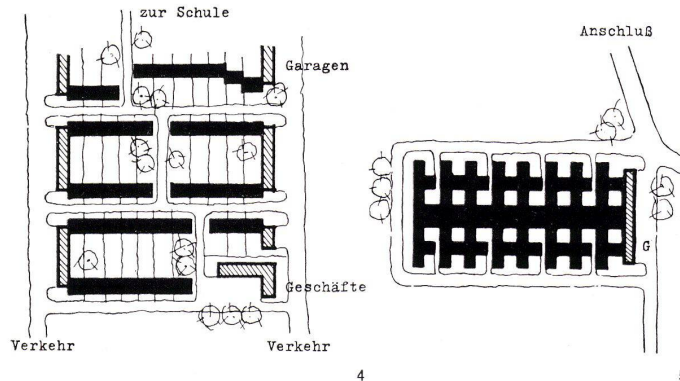 zur Schule
Garagen
Geschäfte
Verkehr
Verkehr
4
Anschluß
G